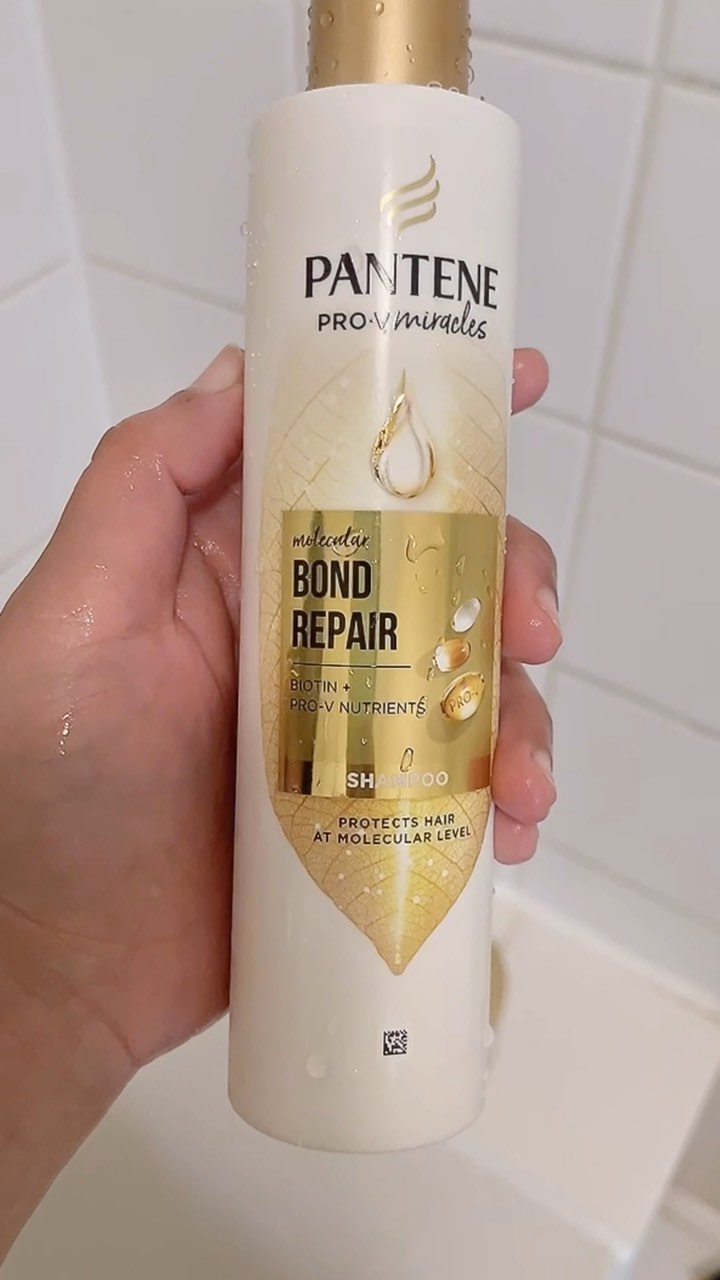 PANTENE
PRO-V miracles
molecular
BOND
REPAIR
BIOTIN +
PRO-V NUTRIENTS
PRO-V
SHAMPOO
PROTECTS HAIR
AT MOLECULAR LEVEL